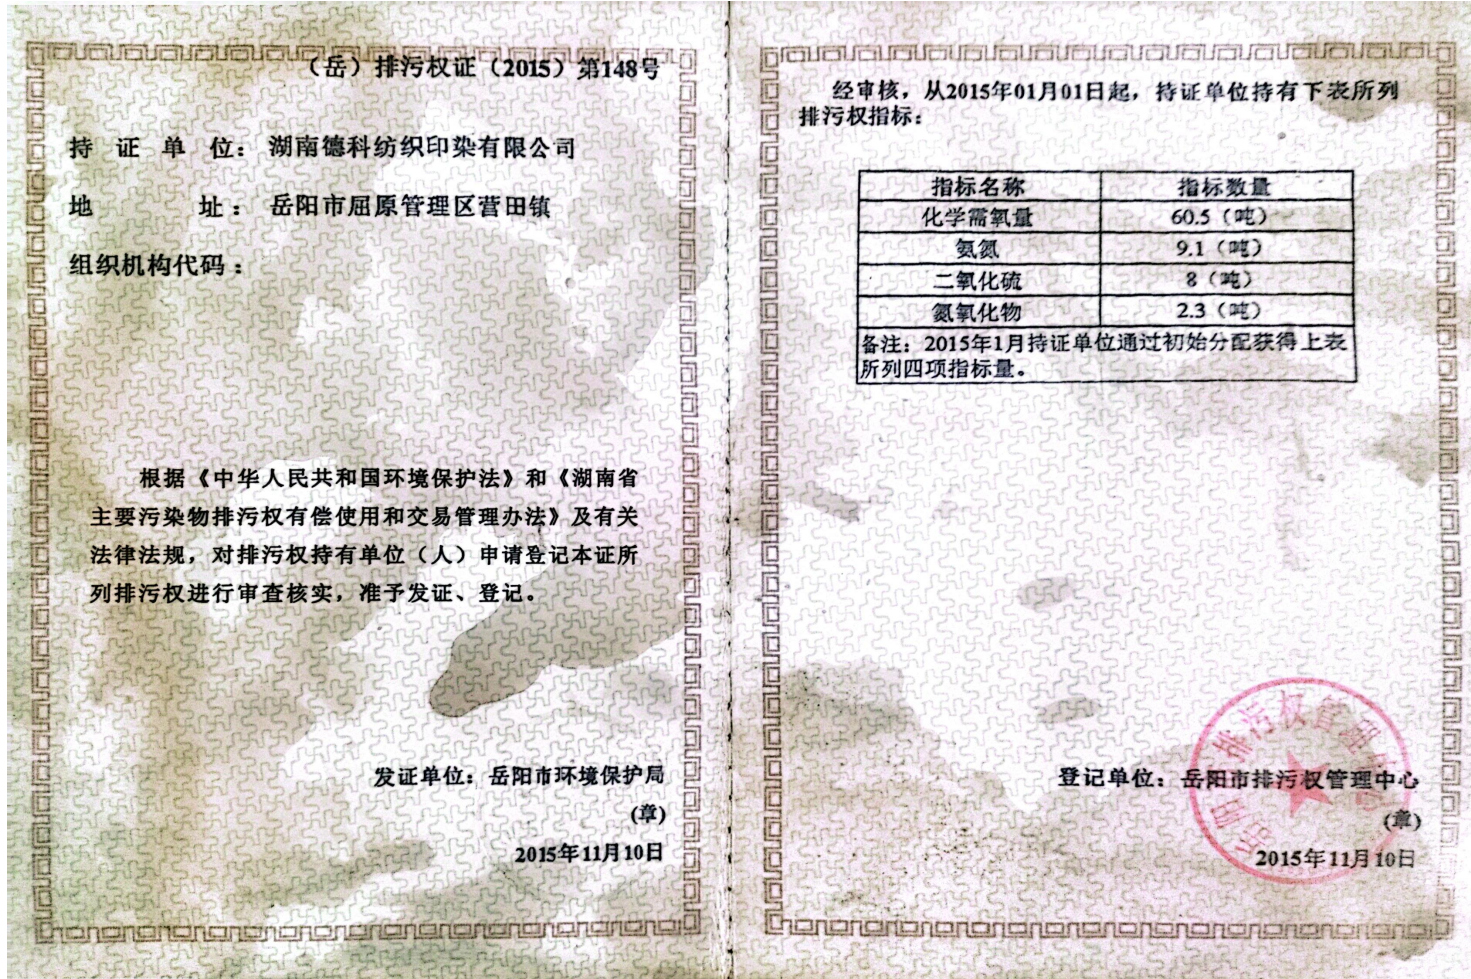 （岳）排污权证（2015）第148号
持 证 单 位：湖南德科纺织印染有限公司
地 址：岳阳市屈原管理区营田镇
组织机构代码：
根据《中华人民共和国环境保护法》和《湖南省
主要污染物排污权有偿使用和交易管理办法》及有关
法律法规，对排污权持有单位（人）申请登记本证所
列排污权进行审查核实，准予发证、登记。
发证单位：岳阳市环境保护局
(章)
2015年11月10日
经审核，从2015年01月01日起，持证单位持有下表所列
排污权指标：
指标名称 指标数量
化学需氧量 60.5（吨）
氨氮 9.1（吨）
二氧化硫 8（吨）
氮氧化物 2.3（吨）
备注：2015年1月持证单位通过初始分配获得上表
所列四项指标量。
登记单位：岳阳市排污权管理中心
(章)
2015年11月10日
岳阳市排污权管理中心